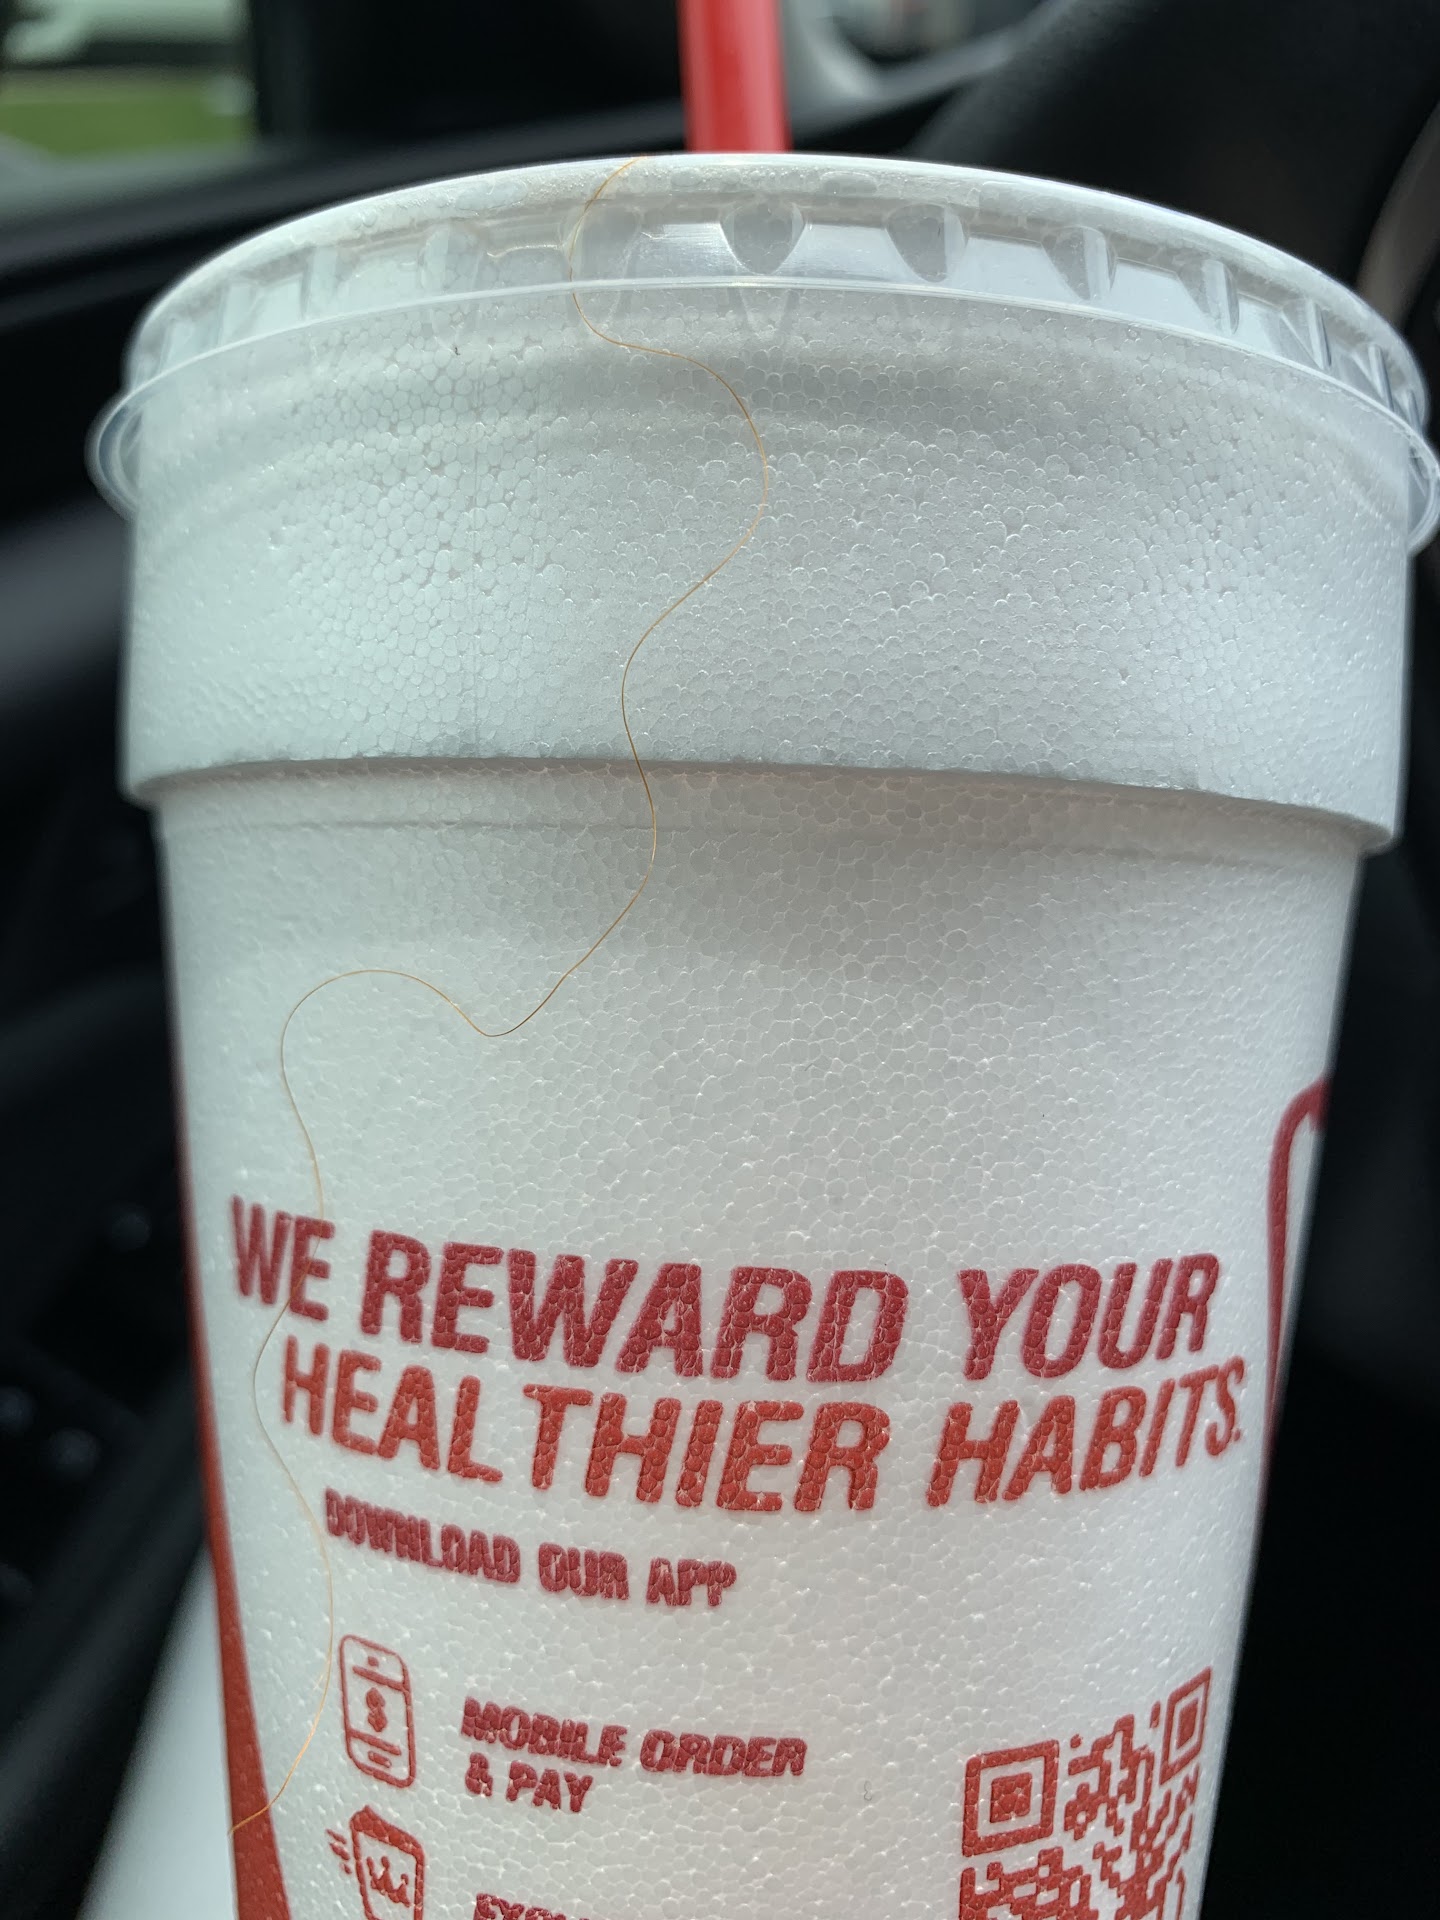 WE REWARD YOUR
HEALTHIER HABITS.
DOWNLOAD OUR APP
MOBILE ORDER
& PAY